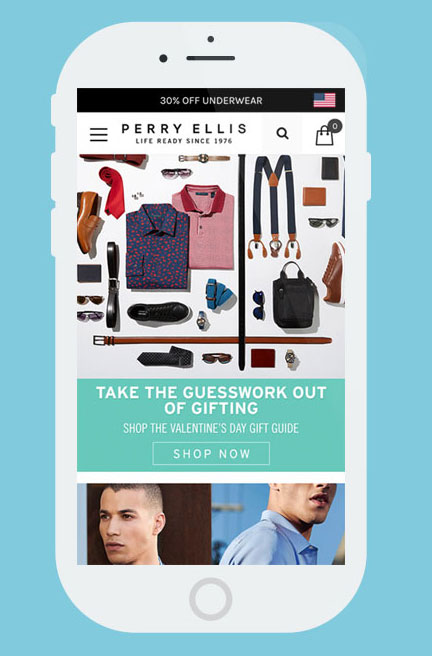 30% OFF UNDERWEAR
PERRY ELLIS
LIFE READY SINCE 1976
0
TAKE THE GUESSWORK OUT
OF GIFTING
SHOP THE VALENTINE'S DAY GIFT GUIDE
SHOP NOW